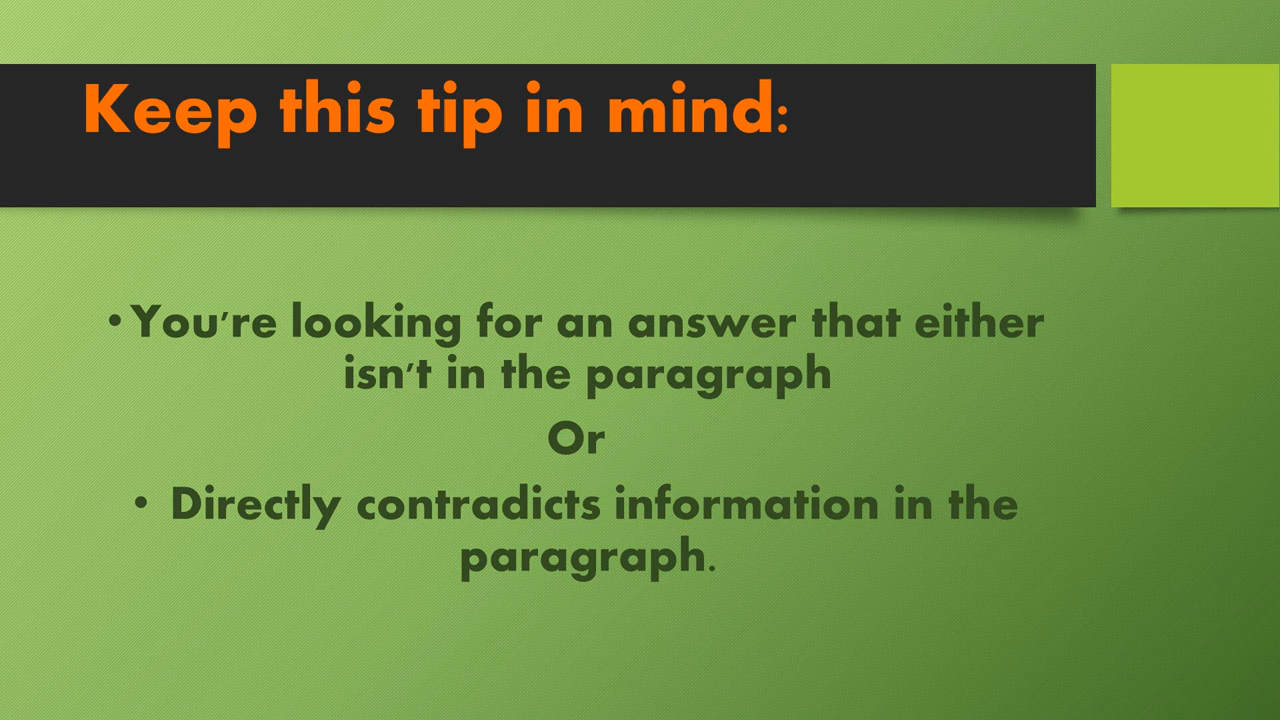 Keep this tip in mind:
• You're looking for an answer that either
isn't in the paragraph
Or
• Directly contradicts information in the
paragraph.